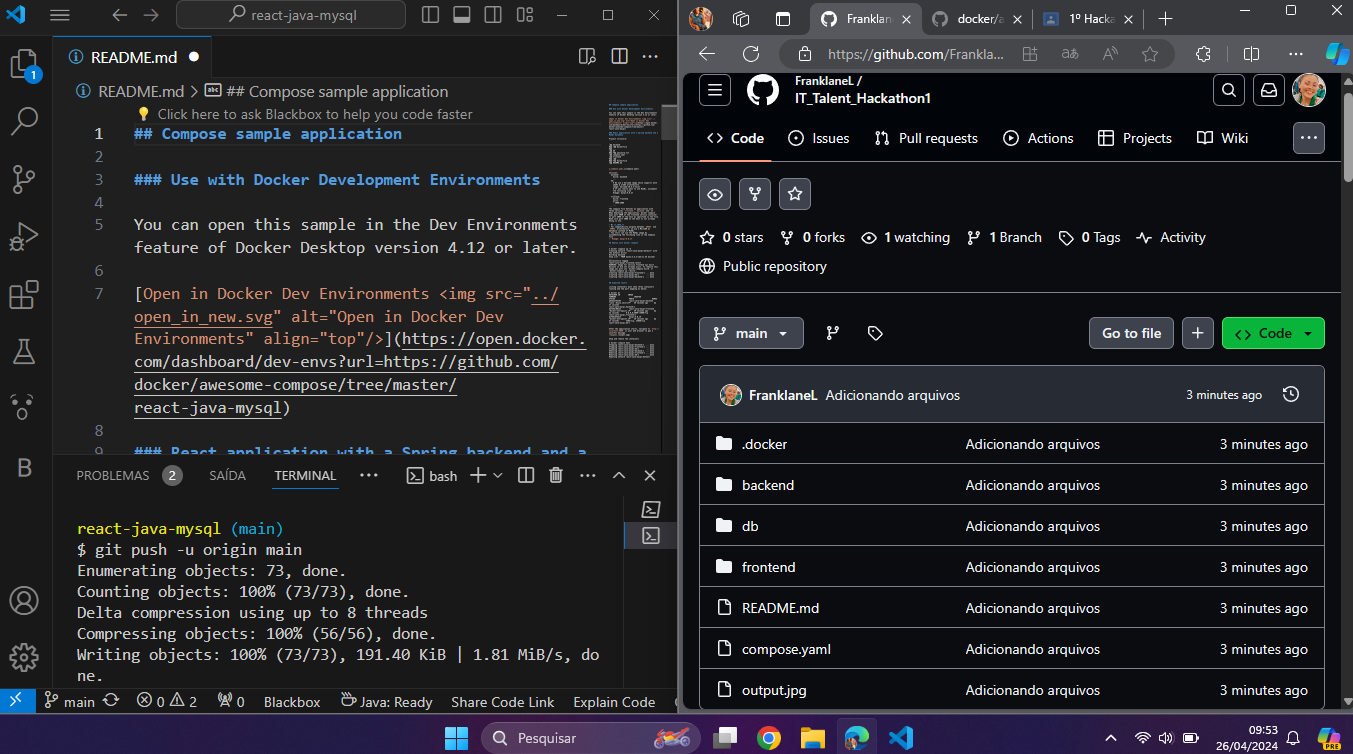 react-java-mysql
1
README.md
README.md > ## Compose sample application
Click here to ask Blackbox to help you code faster
1 ## Compose sample application
2
3 ### Use with Docker Development Environments
4
5 You can open this sample in the Dev Environments
feature of Docker Desktop version 4.12 or later.
6
7 [Open in Docker Dev Environments <img src="../
open_in_new.svg" alt="Open in Docker Dev
Environments" align="top"/>](https://open.docker.
com/dashboard/dev-envs?url=https://github.com/
docker/awesome-compose/tree/master/
react-java-mysql)
8
9 ### React application with a Spring backend and a
B
PROBLEMAS 2 SAÍDA TERMINAL ··· bash
react-java-mysql (main)
$ git push -u origin main
Enumerating objects: 73, done.
Counting objects: 100% (73/73), done.
Delta compression using up to 8 threads
Compressing objects: 100% (56/56), done.
Writing objects: 100% (73/73), 191.40 KiB | 1.81 MiB/s, do
ne.
main 0 2 0 Blackbox Java: Ready Share Code Link Explain Code
Franklan docker/a 1º Hacka
https://github.com/Frankla...
FranklaneL /
IT_Talent_Hackathon1
Code Issues Pull requests Actions Projects Wiki
0 stars 0 forks 1 watching 1 Branch 0 Tags Activity
Public repository
main Go to file + <> Code
FranklaneL Adicionando arquivos 3 minutes ago
.docker Adicionando arquivos 3 minutes ago
backend Adicionando arquivos 3 minutes ago
db Adicionando arquivos 3 minutes ago
frontend Adicionando arquivos 3 minutes ago
README.md Adicionando arquivos 3 minutes ago
compose.yaml Adicionando arquivos 3 minutes ago
output.jpg Adicionando arquivos 3 minutes ago
Pesquisar
09:53
26/04/2024
PRE